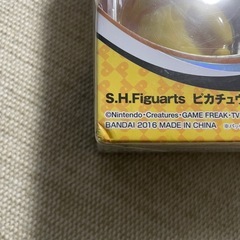 S.H.Figuarts ピカチュウ
©Nintendo・Creatures・GAME FREAK・TV
BANDAI 2016 MADE IN CHINA